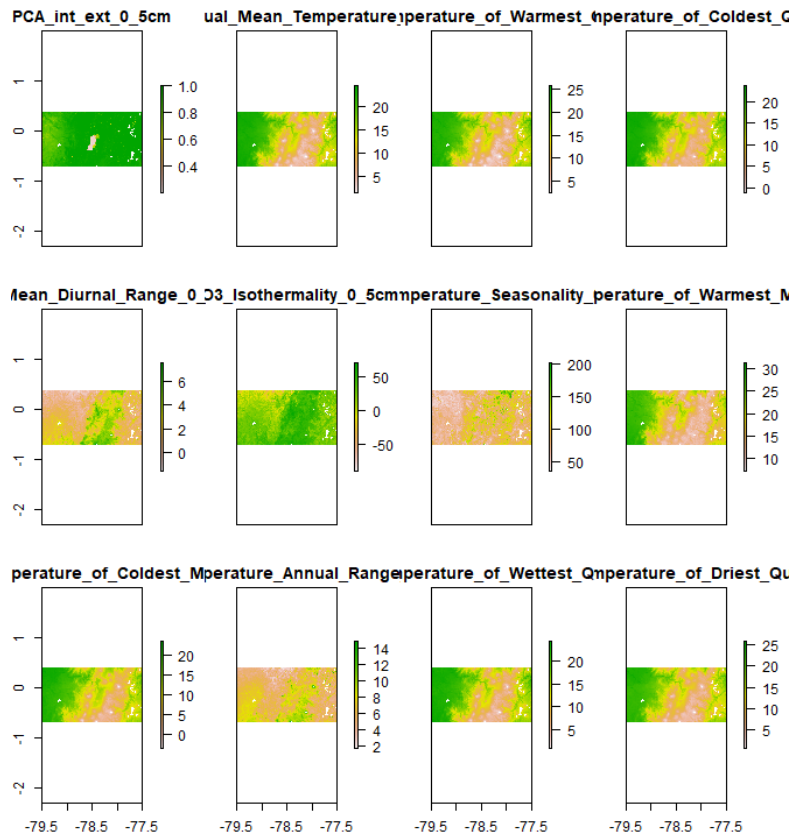 PCA_int_ext_0_5cm ual_Mean_Temperature_ perature_of_Warmest_ perature_of_Coldest_Q
1 0 -1 -2
1.0 0.8 0.6 0.4
20 15 10 5
25 20 15 10 5
20 15 10 5 0
Mean_Diurnal_Range_0_ O3_Isothermality_0_5cm mperature_Seasonality_ perature_of_Warmest_M
1 0 -1 -2
6 4 2 0
50 0 -50
200 150 100 50
30 25 20 15 10
perature_of_Coldest_M perature_Annual_Range perature_of_Wettest_Q mperature_of_Driest_Qu
1 0 -1 -2
20 15 10 5 0
14 12 10 8 6 4 2
20 15 10 5
25 20 15 10 5
-79.5 -78.5 -77.5 -79.5 -78.5 -77.5 -79.5 -78.5 -77.5 -79.5 -78.5 -77.5